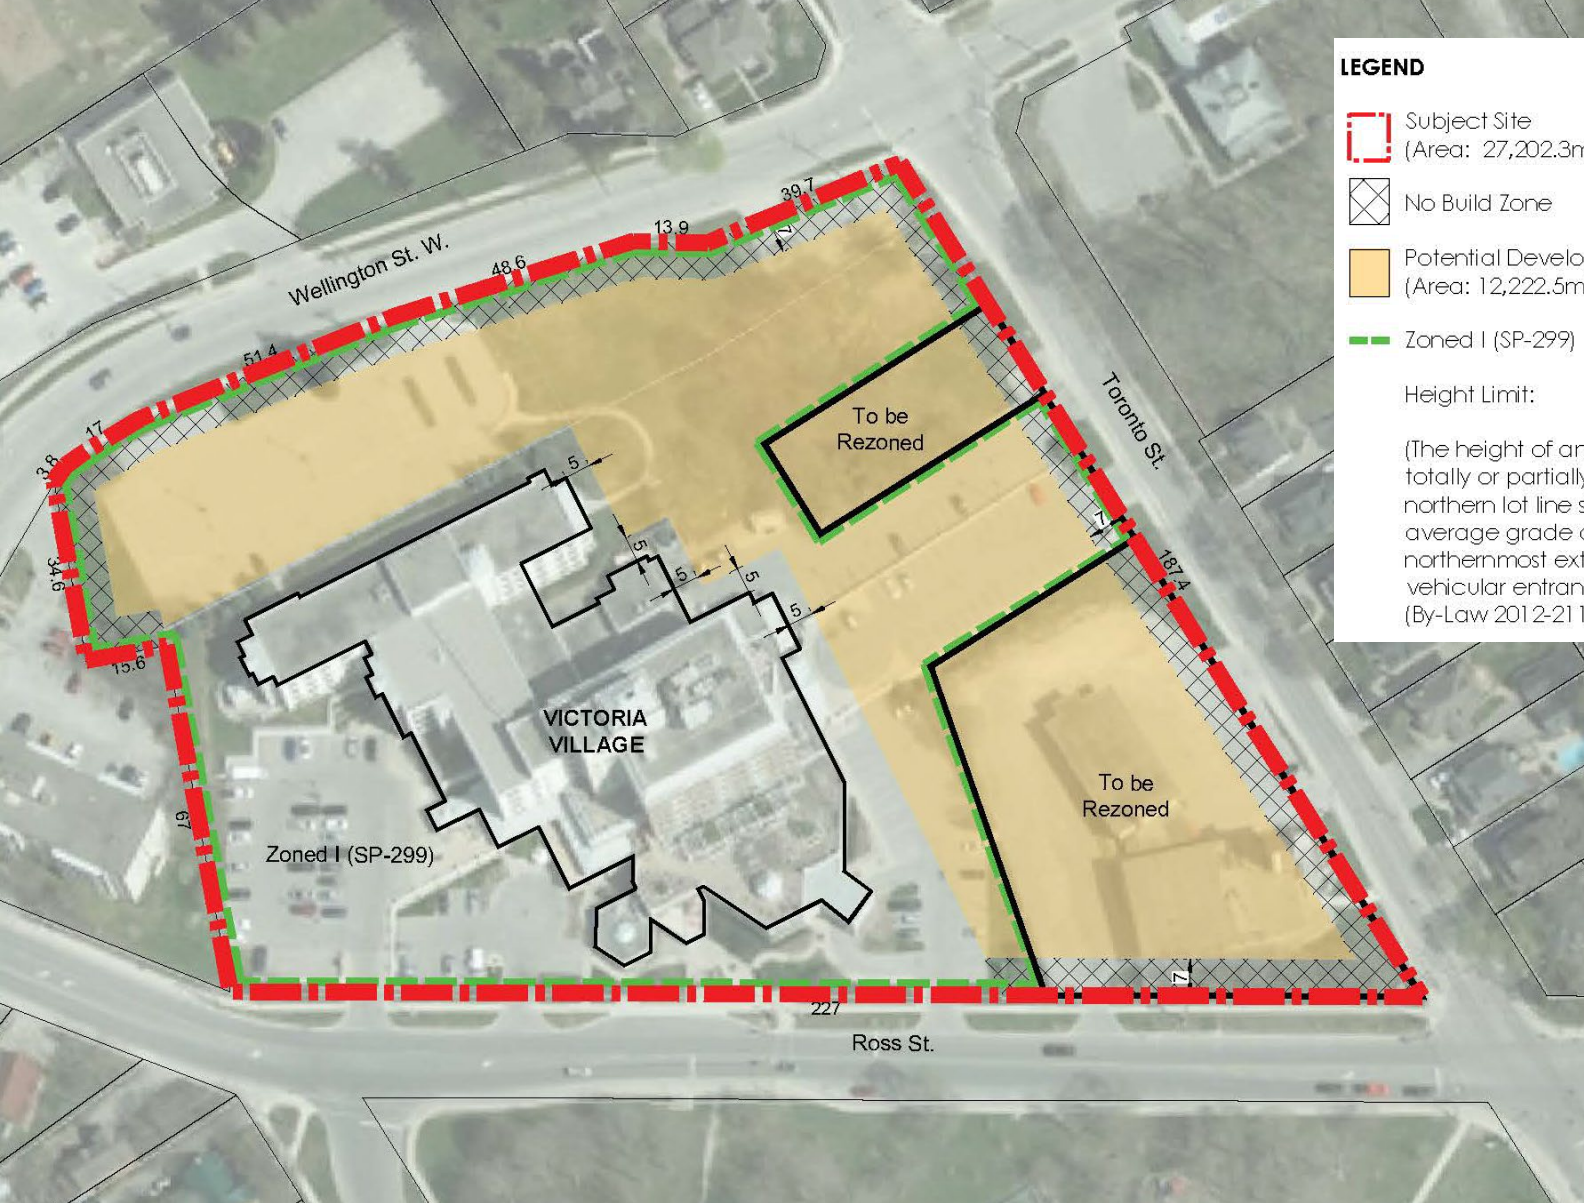 LEGEND
Subject Site
(Area: 27,202.3m
No Build Zone
Potential Develo
(Area: 12,222.5m
Zoned I (SP-299)
Height Limit:
(The height of an
totally or partially
northern lot line s
average grade
northernmost ext
vehicular entran
(By-Law 2012-211
39.7
13.9
48.6
Wellington St. W.
51.4
17
3.8
34.6
15.6
67
7
To be
Rezoned
Toronto St.
5
5
5
5
5
7
187.4
VICTORIA
VILLAGE
To be
Rezoned
Zoned I (SP-299)
7
227
Ross St.